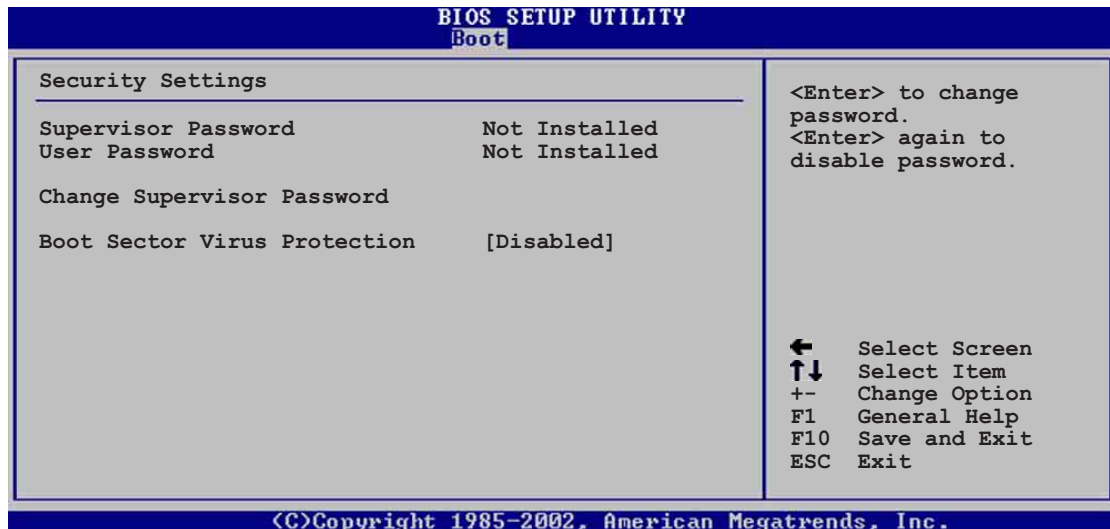 BIOS SETUP UTILITY
Boot
Security Settings
Supervisor Password Not Installed
User Password Not Installed
Change Supervisor Password
Boot Sector Virus Protection [Disabled]
<Enter> to change
password.
<Enter> again to
disable password.
← Select Screen
↑↓ Select Item
+- Change Option
F1 General Help
F10 Save and Exit
ESC Exit
(C)Copyright 1985-2002, American Megatrends, Inc.